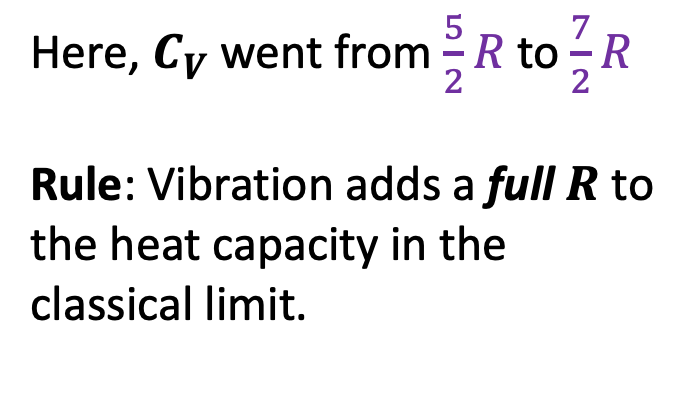 Here, C_V went from 5/2 R to 7/2 R
Rule: Vibration adds a full R to
the heat capacity in the
classical limit.